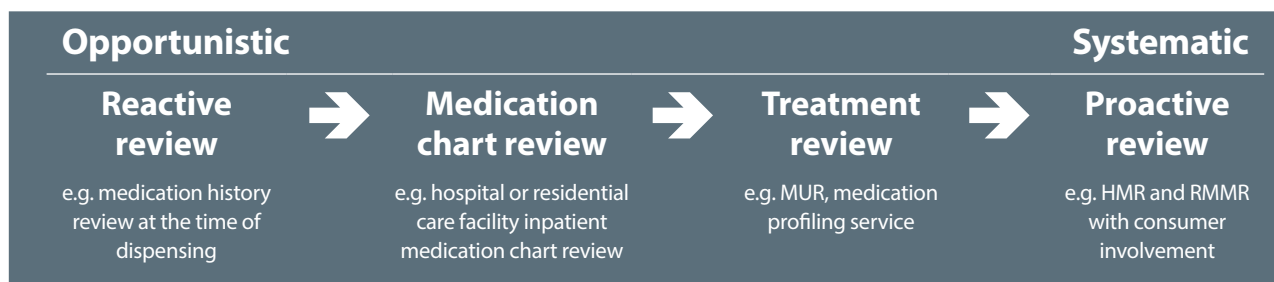 Opportunistic
Systematic
Reactive
review
e.g. medication history
review at the time of
dispensing
Medication
chart review
e.g. hospital or residential
care facility inpatient
medication chart review
Treatment
review
e.g. MUR, medication
profiling service
Proactive
review
e.g. HMR and RMMR
with consumer
involvement